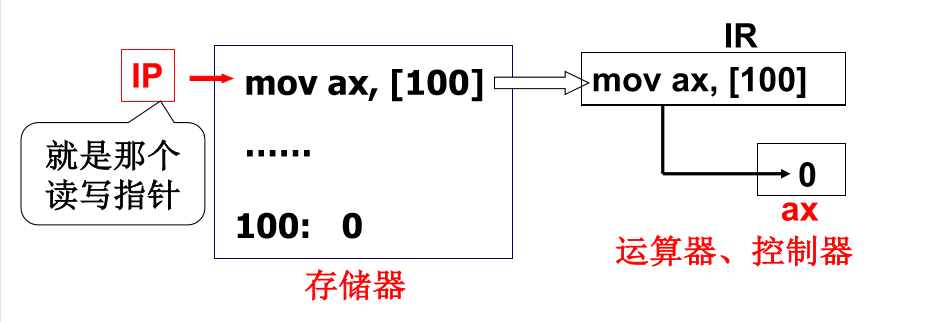 IR
IP
mov ax, [100]
mov ax, [100]
就是那个
读写指针
......
0
100: 0
ax
运算器、控制器
存储器